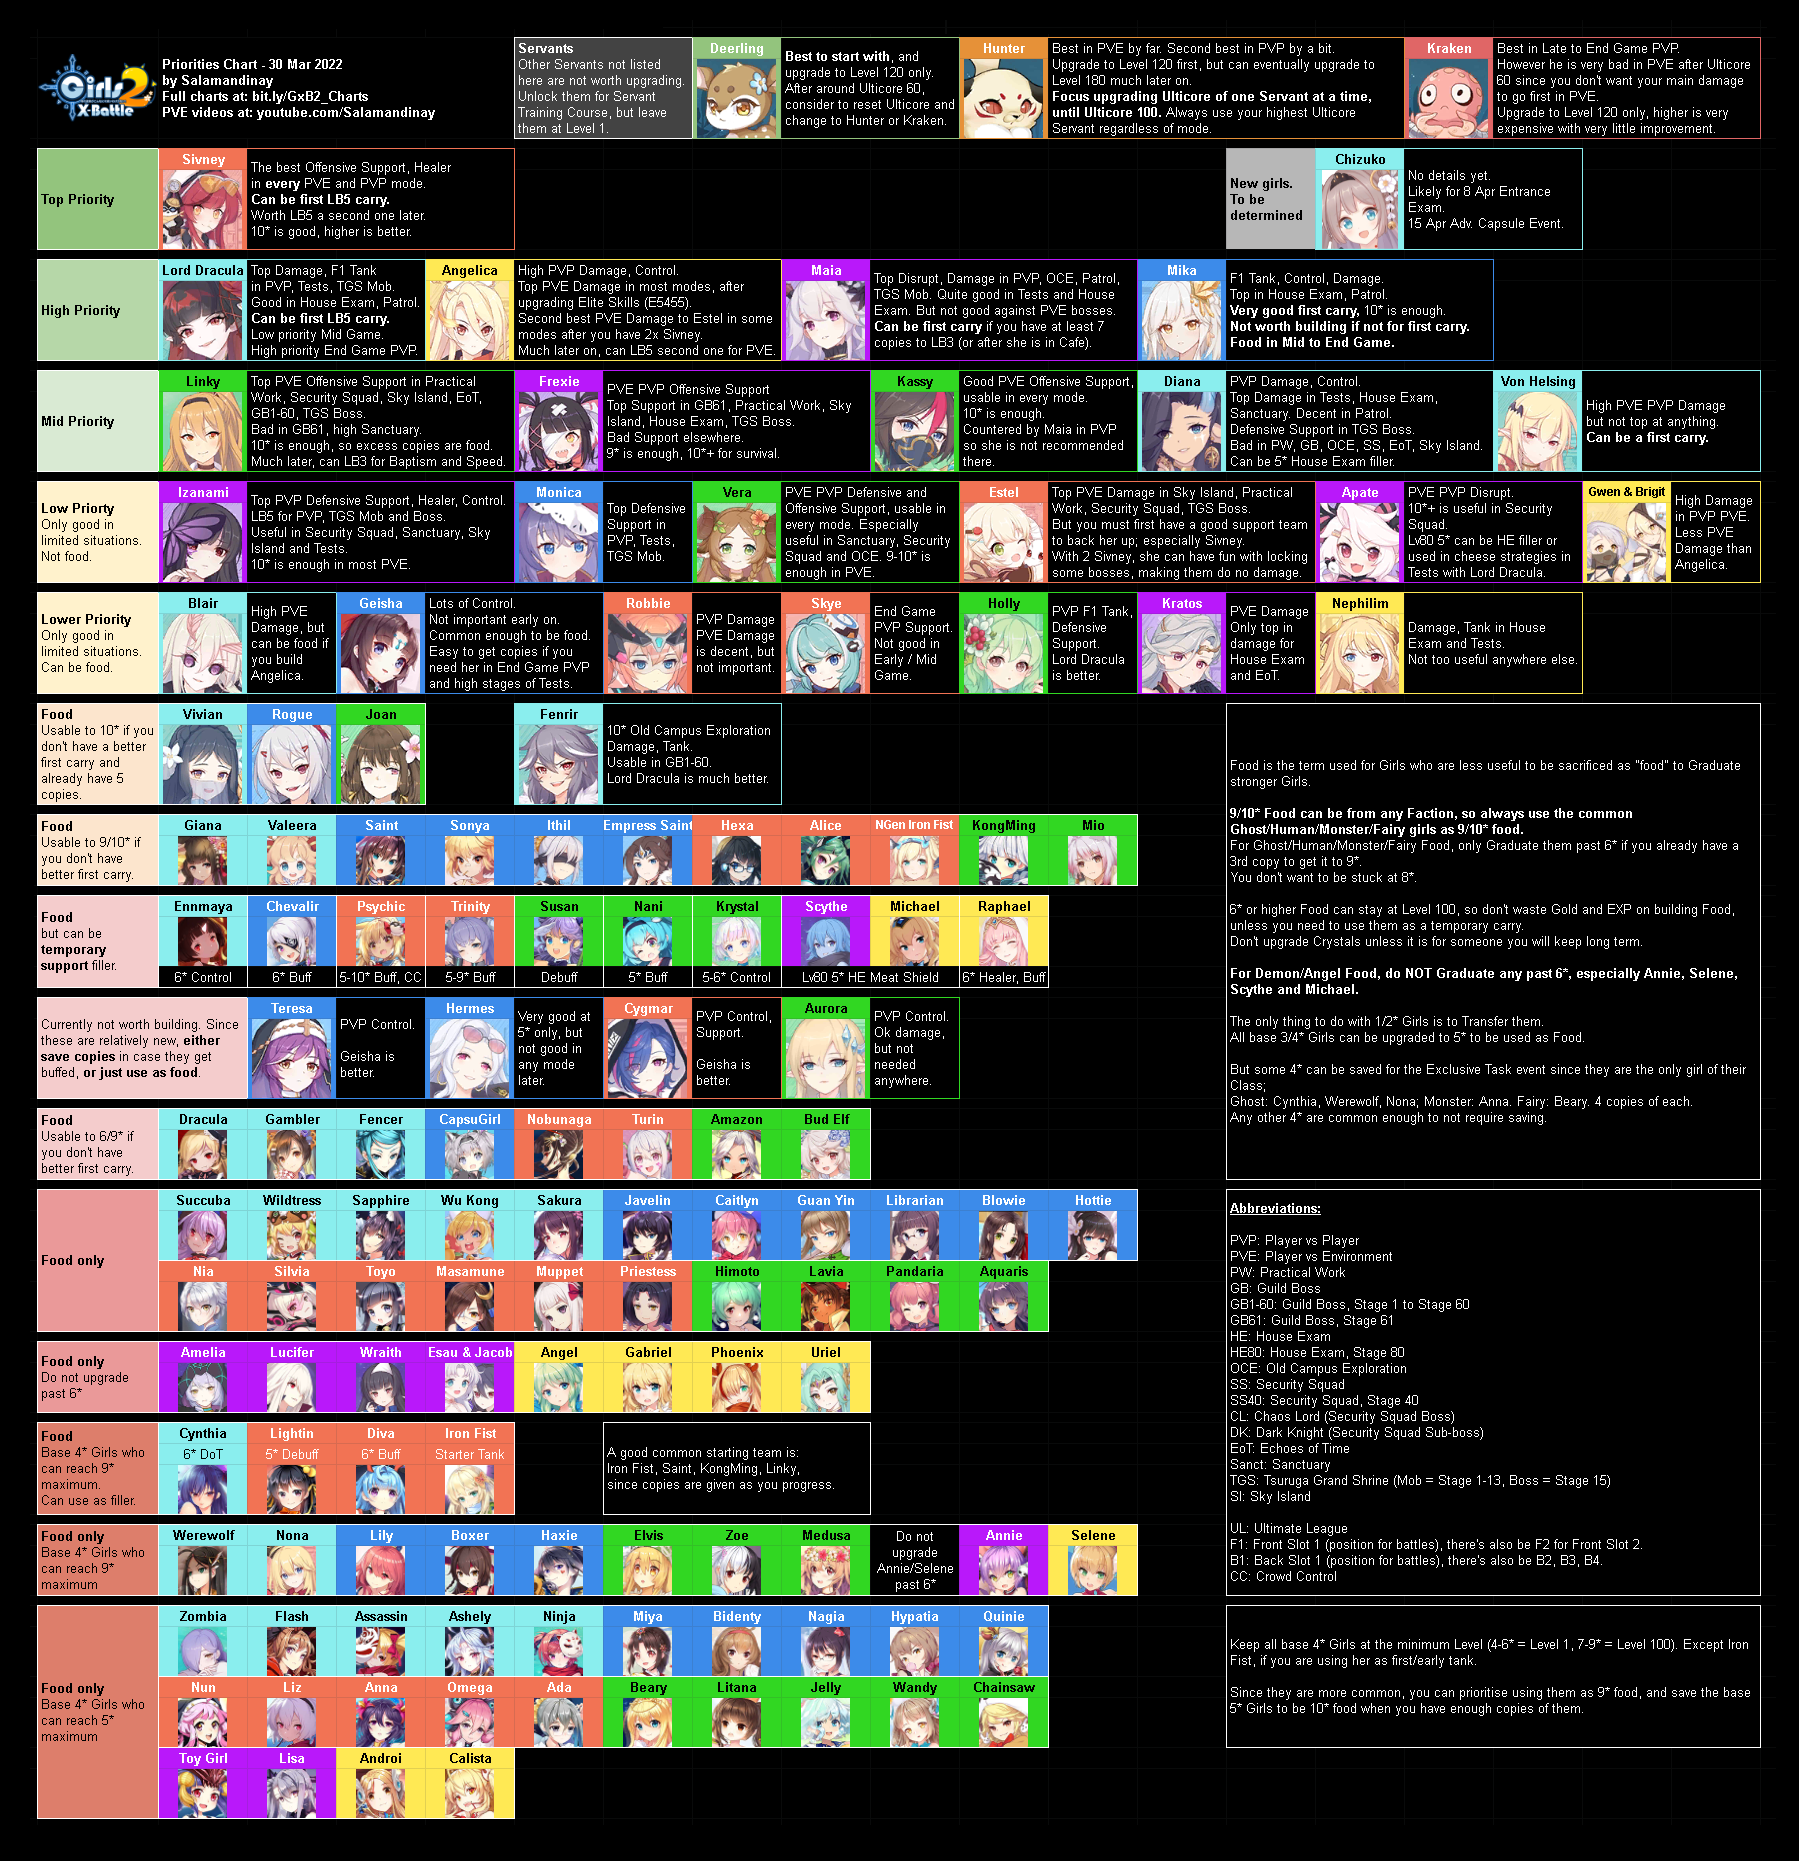 Girls 2
X-Battle
Priorities Chart - 30 Mar 2022
by Salamandinay
Full charts at: bit.ly/GxB2_Charts
PVE videos at: youtube.com/Salamandinay
Servants
Other Servants not listed
here are not worth upgrading.
Unlock them for Servant
Training Course, but leave
them at Level 1.
Deerling
Best to start with, and
upgrade to Level 120 only.
After around Ulticore 60,
consider to reset Ulticore and
change to Hunter or Kraken.
Hunter
Best in PVE by far. Second best in PVP by a bit.
Upgrade to Level 120 first, but can eventually upgrade to
Level 180 much later on.
Focus upgrading Ulticore of one Servant at a time,
until Ulticore 100. Always use your highest Ulticore
Servant regardless of mode.
Kraken
Best in Late to End Game PVP.
However he is very bad in PVE after Ulticore
60 since you don't want your main damage
to go first in PVE.
Upgrade to Level 120 only, higher is very
expensive with very little improvement.
Top Priority
Sivney
The best Offensive Support, Healer
in every PVE and PVP mode.
Can be first LB5 carry.
Worth LB5 a second one later.
10* is good, higher is better.
New girls.
To be
determined
Chizuko
No details yet.
Likely for 8 Apr Entrance
Exam.
15 Apr Adv. Capsule Event.
High Priority
Lord Dracula
Top Damage, F1 Tank
in PVP, Tests, TGS Mob.
Good in House Exam, Patrol.
Can be first LB5 carry.
Low priority Mid Game.
High priority End Game PVP.
Angelica
High PVP Damage, Control.
Top PVE Damage in most modes, after
upgrading Elite Skills (E5455).
Second best PVE Damage to Estel in some
modes after you have 2x Sivney.
Much later on, can LB5 second one for PVE.
Maia
Top Disrupt, Damage in PVP, OCE, Patrol,
TGS Mob. Quite good in Tests and House
Exam. But not good against PVE bosses.
Can be first carry if you have at least 7
copies to LB3 (or after she is in Cafe).
Mika
F1 Tank, Control, Damage.
Top in House Exam, Patrol.
Very good first carry, 10* is enough.
Not worth building if not for first carry.
Food in Mid to End Game.
Mid Priority
Linky
Top PVE Offensive Support in Practical
Work, Security Squad, Sky Island, EoT,
GB1-60, TGS Boss.
Bad in GB61, high Sanctuary.
10* is enough, so excess copies are food.
Much later, can LB3 for Baptism and Speed.
Frexie
PVE PVP Offensive Support
Top Support in GB61, Practical Work, Sky
Island, House Exam, TGS Boss.
Bad Support elsewhere.
9* is enough, 10*+ for survival.
Kassy
Good PVE Offensive Support,
usable in every mode.
10* is enough.
Countered by Maia in PVP
so she is not recommended
there.
Diana
PVP Damage, Control.
Top Damage in Tests, House Exam,
Sanctuary. Decent in Patrol.
Defensive Support in TGS Boss.
Bad in PW, GB, OCE, SS, EoT, Sky Island.
Can be 5* House Exam filler.
Von Helsing
High PVE PVP Damage
but not top at anything.
Can be a first carry.
Low Priorty
Only good in
limited situations.
Not food.
Izanami
Top PVP Defensive Support, Healer, Control.
LB5 for PVP, TGS Mob and Boss.
Useful in Security Squad, Sanctuary, Sky
Island and Tests.
10* is enough in most PVE.
Monica
Top Defensive
Support in
PVP, Tests,
TGS Mob.
Vera
PVE PVP Defensive and
Offensive Support, usable in
every mode. Especially
useful in Sanctuary, Security
Squad and OCE. 9-10* is
enough in PVE.
Estel
Top PVE Damage in Sky Island, Practical
Work, Security Squad, TGS Boss.
But you must first have a good support team
to back her up; especially Sivney.
With 2 Sivney, she can have fun with locking
some bosses, making them do no damage.
Apate
PVE PVP Disrupt.
10*+ is useful in Security
Squad.
Lv80 5* can be HE filler or
used in cheese strategies in
Tests with Lord Dracula.
Gwen & Brigit
High Damage
in PVP PVE.
Less PVE
Damage than
Angelica.
Lower Priority
Only good in
limited situations.
Can be food.
Blair
High PVE
Damage, but
can be food if
you build
Angelica.
Geisha
Lots of Control.
Not important early on.
Common enough to be food.
Easy to get copies if you
need her in End Game PVP
and high stages of Tests.
Robbie
PVP Damage
PVE Damage
is decent, but
not important.
Skye
End Game
PVP Support.
Not good in
Early / Mid
Game.
Holly
PVP F1 Tank,
Defensive
Support.
Lord Dracula
is better.
Kratos
PVE Damage
Only top in
damage for
House Exam
and EoT.
Nephilim
Damage, Tank in House
Exam and Tests.
Not too useful anywhere else.
Food
Usable to 10* if you
don't have a better
first carry and
already have 5
copies.
Vivian
Rogue
Joan
Fenrir
10* Old Campus Exploration
Damage, Tank.
Usable in GB1-60.
Lord Dracula is much better.
Food
Usable to 9/10* if
you don't have
better first carry.
Giana
Valeera
Saint
Sonya
Ithil
Empress Saint
Hexa
Alice
NGen Iron Fist
KongMing
Mio
Food
but can be
temporary
support filler.
Ennmaya
Chevalir
Psychic
Trinity
Susan
Nani
Krystal
Scythe
Michael
Raphael
6* Control
6* Buff
5-10* Buff, CC
5-9* Buff
Debuff
5* Buff
5-6* Control
Lv80 5* HE Meat Shield
6* Healer, Buff
Currently not worth building. Since
these are relatively new, either
save copies in case they get
buffed, or just use as food.
Teresa
PVP Control.
Geisha is
better.
Hermes
Very good at
5* only, but
not good in
any mode
later.
Cygmar
PVP Control,
Support.
Geisha is
better.
Aurora
PVP Control.
Ok damage,
but not
needed
anywhere.
Food
Usable to 6/9* if
you don't have
better first carry.
Dracula
Gambler
Fencer
CapsuGirl
Nobunaga
Turin
Amazon
Bud Elf
Food only
Succuba
Wildtress
Sapphire
Wu Kong
Sakura
Javelin
Caitlyn
Guan Yin
Librarian
Blowie
Hottie
Nia
Silvia
Toyo
Masamune
Muppet
Priestess
Himoto
Lavia
Pandaria
Aquaris
Food only
Do not upgrade
past 6*
Amelia
Lucifer
Wraith
Esau & Jacob
Angel
Gabriel
Phoenix
Uriel
Food
Base 4* Girls who
can reach 9*
maximum.
Can use as filler.
Cynthia
Lightin
Diva
Iron Fist
6* DoT
5* Debuff
6* Buff
Starter Tank
A good common starting team is:
Iron Fist, Saint, KongMing, Linky,
since copies are given as you progress.
Food only
Base 4* Girls who
can reach 9*
maximum
Werewolf
Nona
Lily
Boxer
Haxie
Elvis
Zoe
Medusa
Do not
upgrade
Annie/Selene
past 6*
Annie
Selene
Food only
Base 4* Girls who
can reach 5*
maximum
Zombia
Flash
Assassin
Ashely
Ninja
Miya
Bidenty
Nagia
Hypatia
Quinie
Nun
Liz
Anna
Omega
Ada
Beary
Litana
Jelly
Wandy
Chainsaw
Toy Girl
Lisa
Androi
Calista
Food is the term used for Girls who are less useful to be sacrificed as "food" to Graduate
stronger Girls.
9/10* Food can be from any Faction, so always use the common
Ghost/Human/Monster/Fairy girls as 9/10* food.
For Ghost/Human/Monster/Fairy Food, only Graduate them past 6* if you already have a
3rd copy to get it to 9*.
You don't want to be stuck at 8*.
6* or higher Food can stay at Level 100, so don't waste Gold and EXP on building Food,
unless you need to use them as a temporary carry.
Don't upgrade Crystals unless it is for someone you will keep long term.
For Demon/Angel Food, do NOT Graduate any past 6*, especially Annie, Selene,
Scythe and Michael.
The only thing to do with 1/2* Girls is to Transfer them.
All base 3/4* Girls can be upgraded to 5* to be used as Food.
But some 4* can be saved for the Exclusive Task event since they are the only girl of their
Class;
Ghost: Cynthia, Werewolf, Nona; Monster: Anna. Fairy: Beary. 4 copies of each.
Any other 4* are common enough to not require saving.
Abbreviations:
PVP: Player vs Player
PVE: Player vs Environment
PW: Practical Work
GB: Guild Boss
GB1-60: Guild Boss, Stage 1 to Stage 60
GB61: Guild Boss, Stage 61
HE: House Exam
HE80: House Exam, Stage 80
OCE: Old Campus Exploration
SS: Security Squad
SS40: Security Squad, Stage 40
CL: Chaos Lord (Security Squad Boss)
DK: Dark Knight (Security Squad Sub-boss)
EoT: Echoes of Time
Sanct: Sanctuary
TGS: Tsuruga Grand Shrine (Mob = Stage 1-13, Boss = Stage 15)
SI: Sky Island
UL: Ultimate League
F1: Front Slot 1 (position for battles), there's also be F2 for Front Slot 2.
B1: Back Slot 1 (position for battles), there's also be B2, B3, B4.
CC: Crowd Control
Keep all base 4* Girls at the minimum Level (4-6* = Level 1, 7-9* = Level 100). Except Iron
Fist, if you are using her as first/early tank.
Since they are more common, you can prioritise using them as 9* food, and save the base
5* Girls to be 10* food when you have enough copies of them.